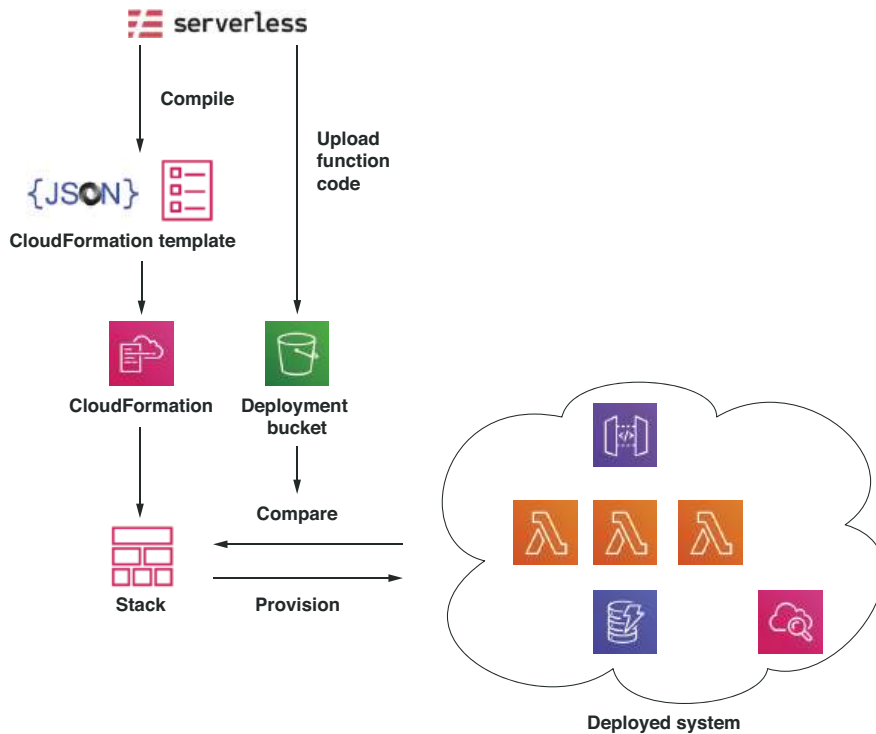 serverless
Compile
Upload
function
code
{JSON}
CloudFormation template
CloudFormation
Deployment
bucket
Compare
Stack
Provision
Deployed system